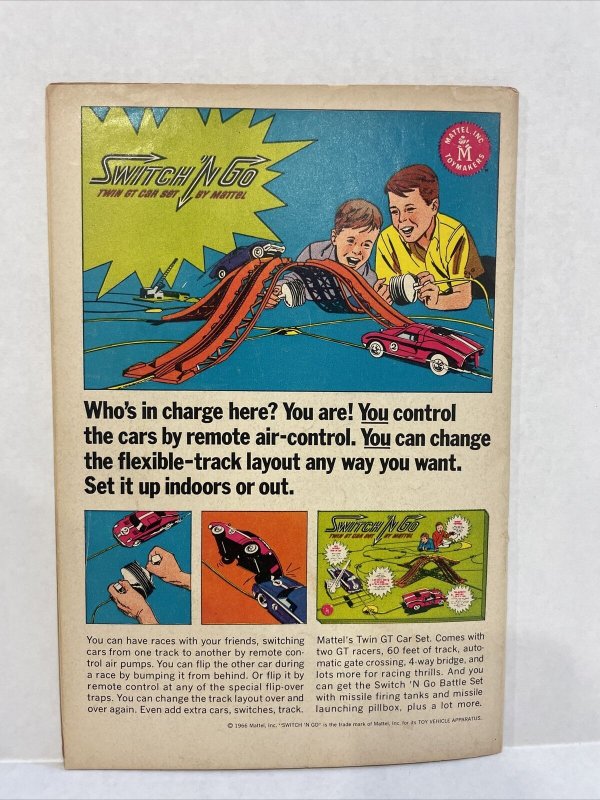 SWITCH 'N GO
TWIN GT CAR SET BY MATTEL
MATTEL, INC.
M
TOYMAKERS
2
Who's in charge here? You are! You control
the cars by remote air-control. You can change
the flexible-track layout any way you want.
Set it up indoors or out.
SWITCH 'N GO
TWIN GT CAR SET BY MATTEL
You can have races with your friends, switching
cars from one track to another by remote con-
trol air pumps. You can flip the other car during
a race by bumping it from behind. Or flip it by
remote control at any of the special flip-over
traps. You can change the track layout over and
over again. Even add extra cars, switches, track.
Mattel's Twin GT Car Set. Comes with
two GT racers, 60 feet of track, auto-
matic gate crossing, 4-way bridge, and
lots more for racing thrills. And you
can get the Switch 'N Go Battle Set
with missile firing tanks and missile
launching pillbox, plus a lot more.
© 1966 Mattel, Inc. "SWITCH 'N GO" is the trade mark of Mattel, Inc. for its TOY VEHICLE APPARATUS.